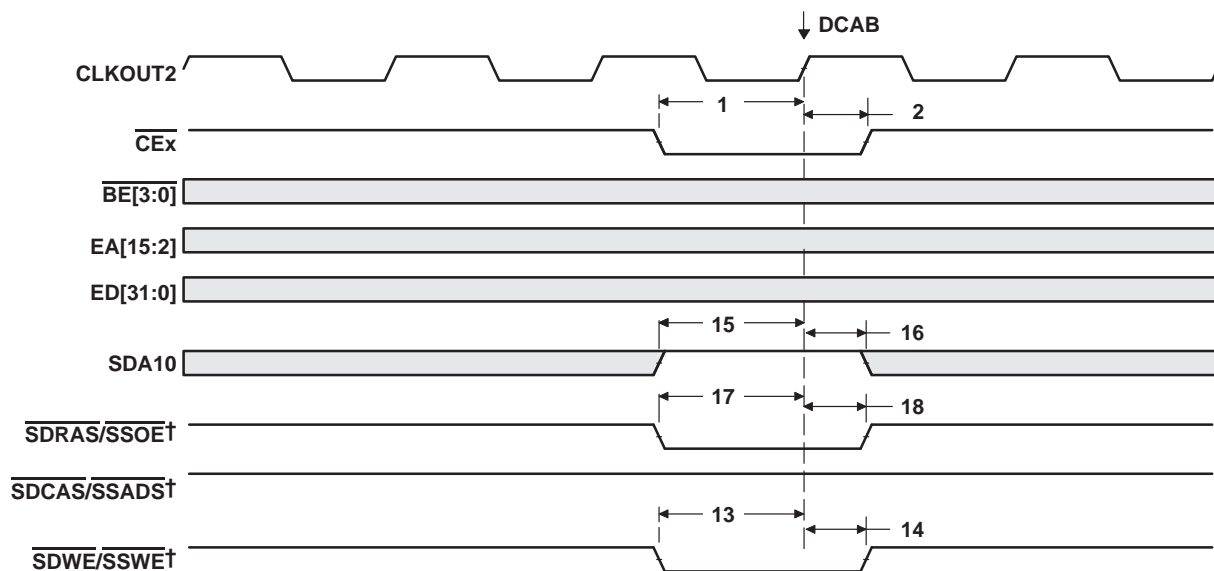 DCAB
CLKOUT2
1
2
CEx
BE[3:0]
EA[15:2]
ED[31:0]
15
16
SDA10
17
18
SDRAS/SSOE†
SDCAS/SSADS†
13
14
SDWE/SSWE†